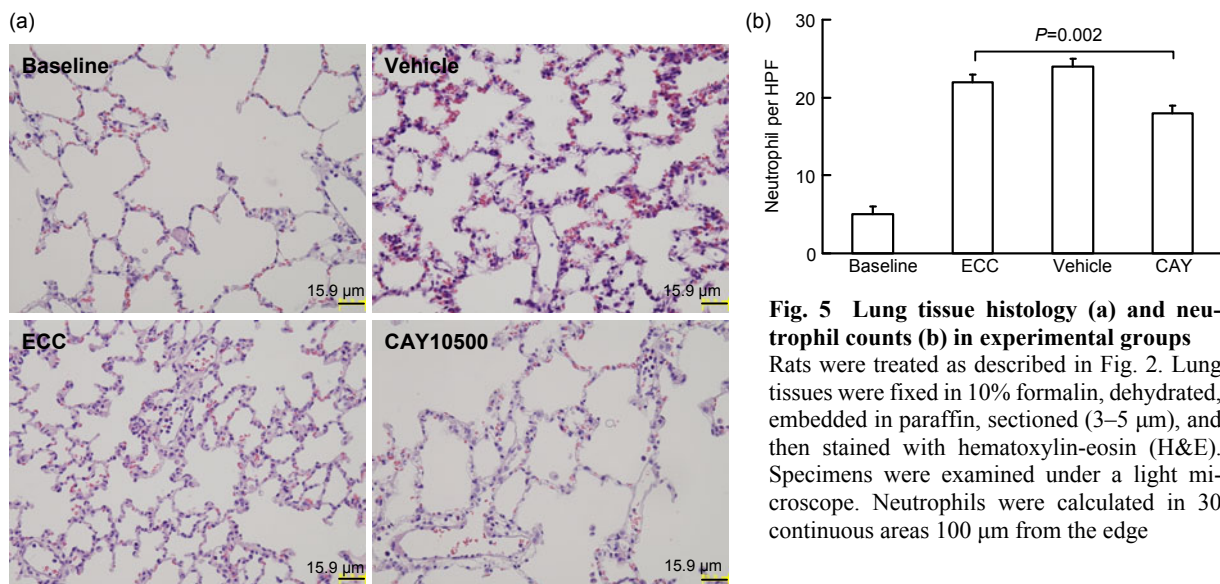 (a)
Baseline
15.9 µm
Vehicle
15.9 µm
ECC
15.9 µm
CAY10500
15.9 µm
(b)
P=0.002
Neutrophil per HPF
30
20
10
0
Baseline ECC Vehicle CAY
Fig. 5 Lung tissue histology (a) and neu-
trophil counts (b) in experimental groups
Rats were treated as described in Fig. 2. Lung
tissues were fixed in 10% formalin, dehydrated,
embedded in paraffin, sectioned (3–5 μm), and
then stained with hematoxylin-eosin (H&E).
Specimens were examined under a light mi-
croscope. Neutrophils were calculated in 30
continuous areas 100 μm from the edge